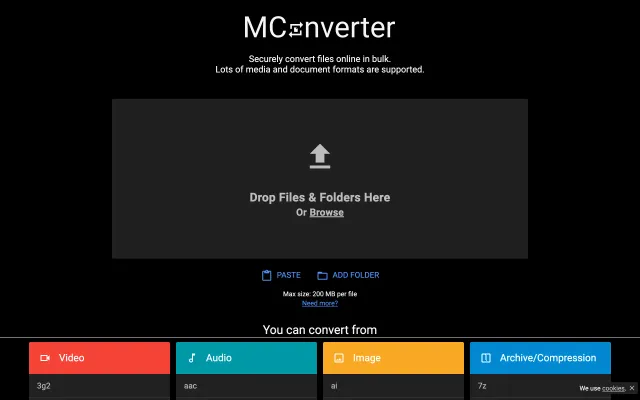 MConverter
Securely convert files online in bulk.
Lots of media and document formats are supported.
Drop Files & Folders Here
Or Browse
PASTE
ADD FOLDER
Max size: 200 MB per file
Need more?
You can convert from
Video
Audio
Image
Archive/Compression
3g2
aac
ai
7z
We use cookies. ×